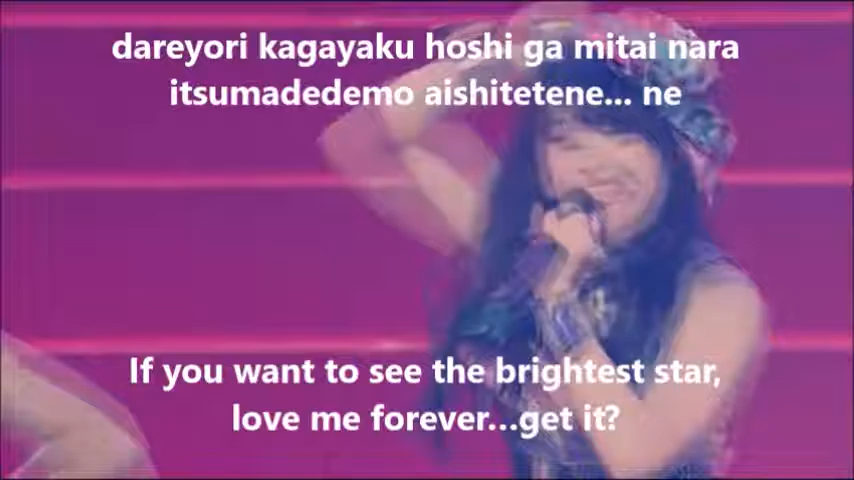 dareyori kagayaku hoshi ga mitai nara
itsumadedemo aishitetene... ne
If you want to see the brightest star,
love me forever...get it?